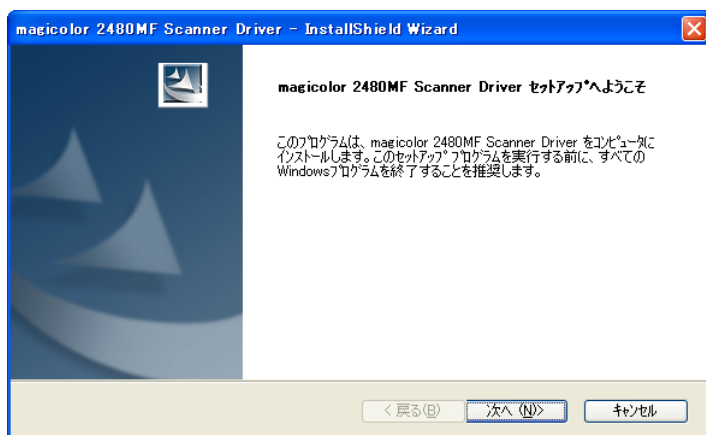 magicolor 2480MF Scanner Driver - InstallShield Wizard
magicolor 2480MF Scanner Driver セットアップへようこそ
このプログラムは、magicolor 2480MF Scanner Driver をコンピュータに
インストールします。このセットアップ プログラムを実行する前に、すべての
Windowsプログラムを終了することを推奨します。
< 戻る(B)
次へ (N)>
キャンセル